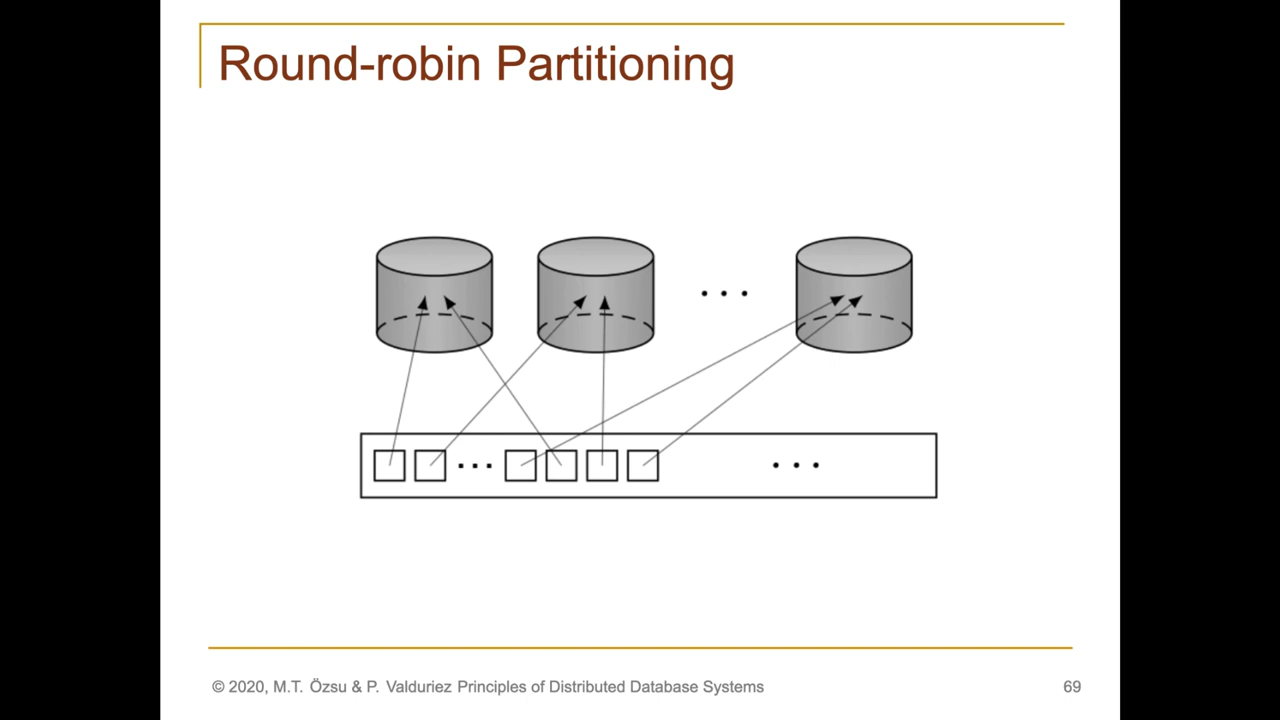 Round-robin Partitioning
. . .
. . .
. . .
© 2020, M.T. Özsu & P. Valduriez Principles of Distributed Database Systems
69